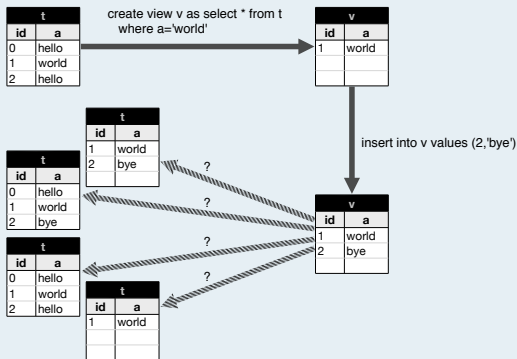 t
id a
0 hello
1 world
2 hello
create view v as select * from t
where a='world'
v
id a
1 world
insert into v values (2,'bye')
v
id a
1 world
2 bye
?
?
?
?
t
id a
1 world
2 bye
t
id a
0 hello
1 world
2 bye
t
id a
0 hello
1 world
2 hello
t
id a
1 world